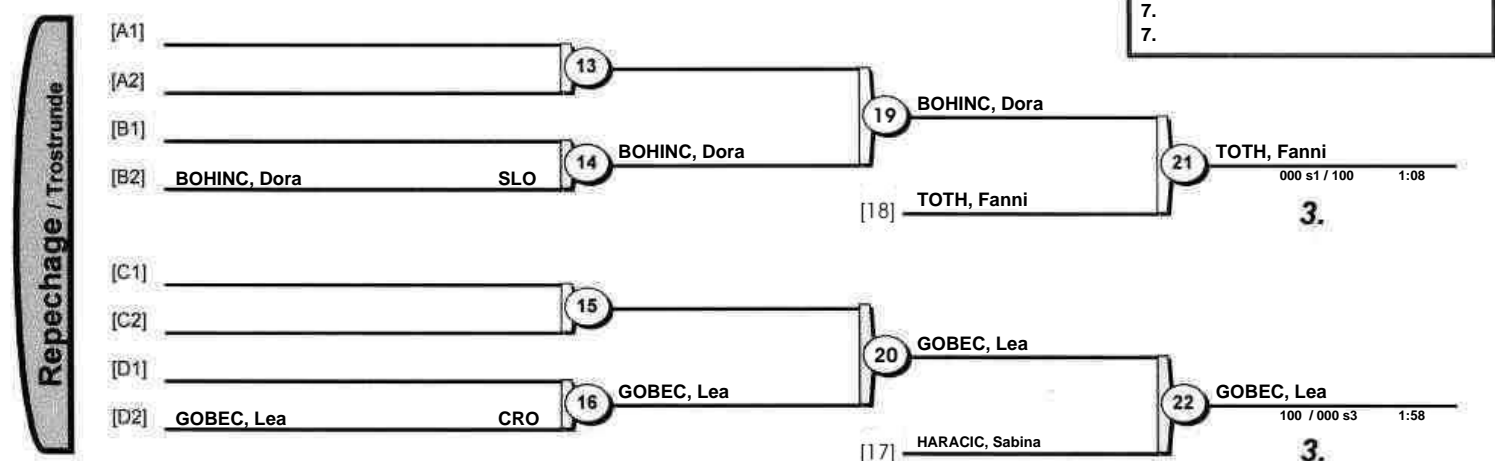 7.
7.
Repechage / Trostrunde
[A1]
13
[A2]
19
BOHINC, Dora
[B1]
14
BOHINC, Dora
21
TOTH, Fanni
[B2] BOHINC, Dora SLO
000 s1 / 100 1:08
[18] TOTH, Fanni
3.
[C1]
15
[C2]
20
GOBEC, Lea
[D1]
16
GOBEC, Lea
22
GOBEC, Lea
[D2] GOBEC, Lea CRO
100 / 000 s3 1:58
[17] HARACIC, Sabina
3.